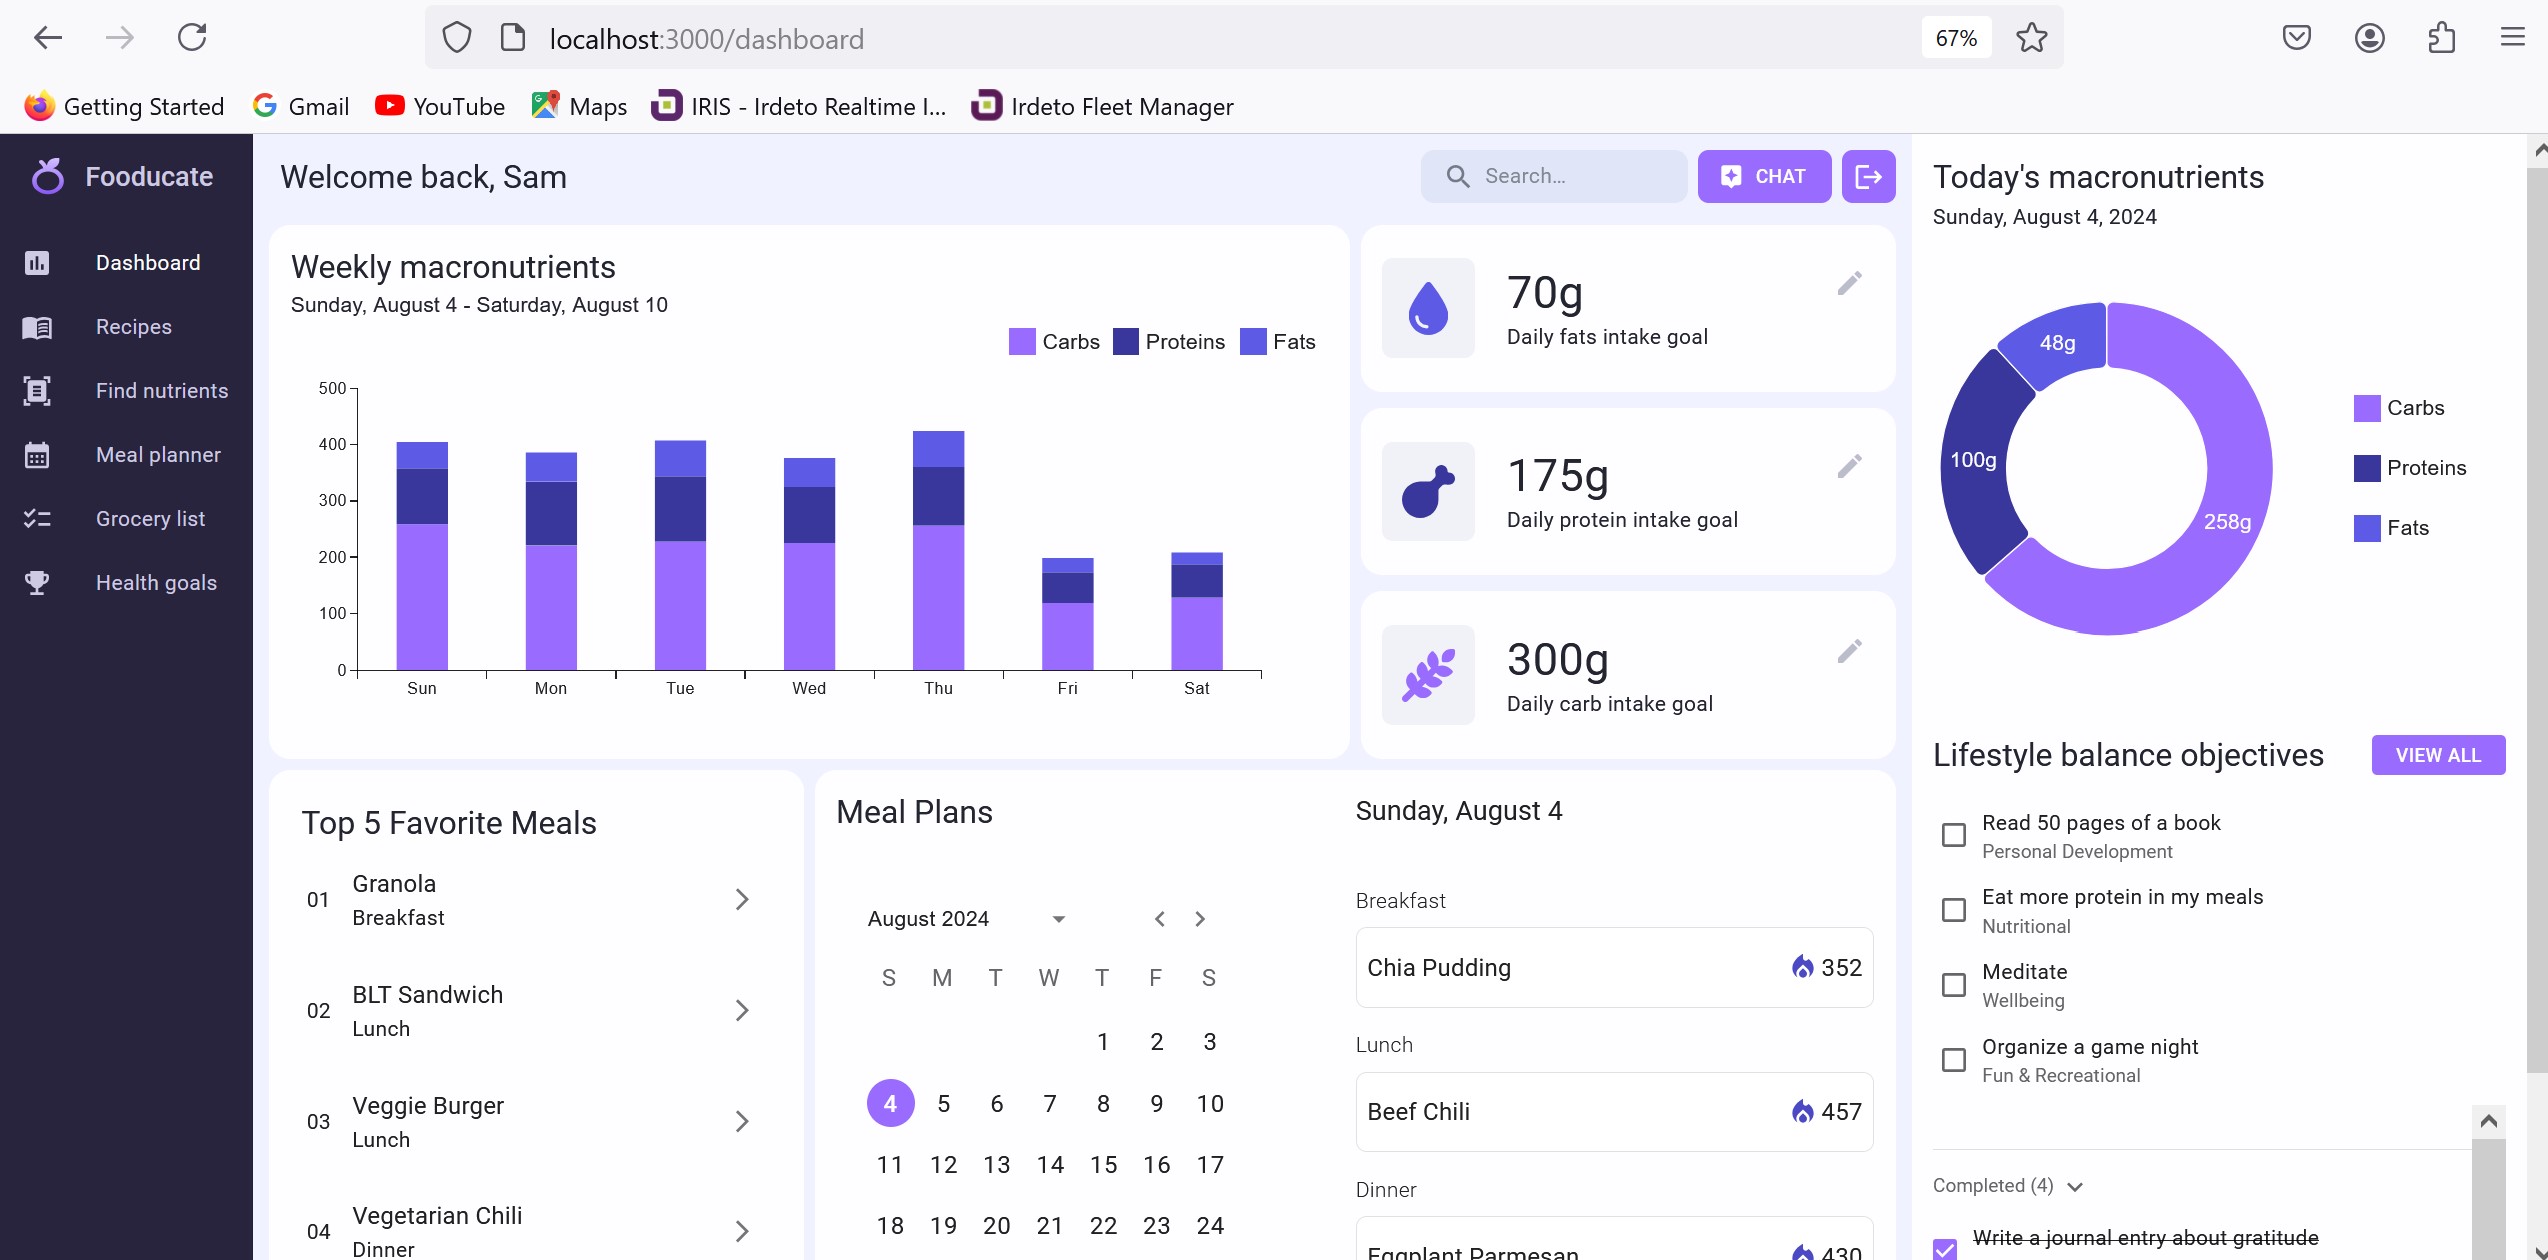 localhost:3000/dashboard
67%
Getting Started
Gmail
YouTube
Maps
IRIS - Irdeto Realtime I...
Irdeto Fleet Manager
Fooducate
Dashboard
Recipes
Find nutrients
Meal planner
Grocery list
Health goals
Welcome back, Sam
Search...
CHAT
Weekly macronutrients
Sunday, August 4 - Saturday, August 10
Carbs Proteins Fats
500
400
300
200
100
0
Sun Mon Tue Wed Thu Fri Sat
70g
Daily fats intake goal
175g
Daily protein intake goal
300g
Daily carb intake goal
Top 5 Favorite Meals
01
Granola
Breakfast
02
BLT Sandwich
Lunch
03
Veggie Burger
Lunch
04
Vegetarian Chili
Dinner
Meal Plans
August 2024
S M T W T F S
1 2 3
4 5 6 7 8 9 10
11 12 13 14 15 16 17
18 19 20 21 22 23 24
Sunday, August 4
Breakfast
Chia Pudding 352
Lunch
Beef Chili 457
Dinner
Eggplant Parmesan 430
Today's macronutrients
Sunday, August 4, 2024
48g
100g
258g
Carbs
Proteins
Fats
Lifestyle balance objectives
VIEW ALL
Read 50 pages of a book
Personal Development
Eat more protein in my meals
Nutritional
Meditate
Wellbeing
Organize a game night
Fun & Recreational
Completed (4)
Write a journal entry about gratitude